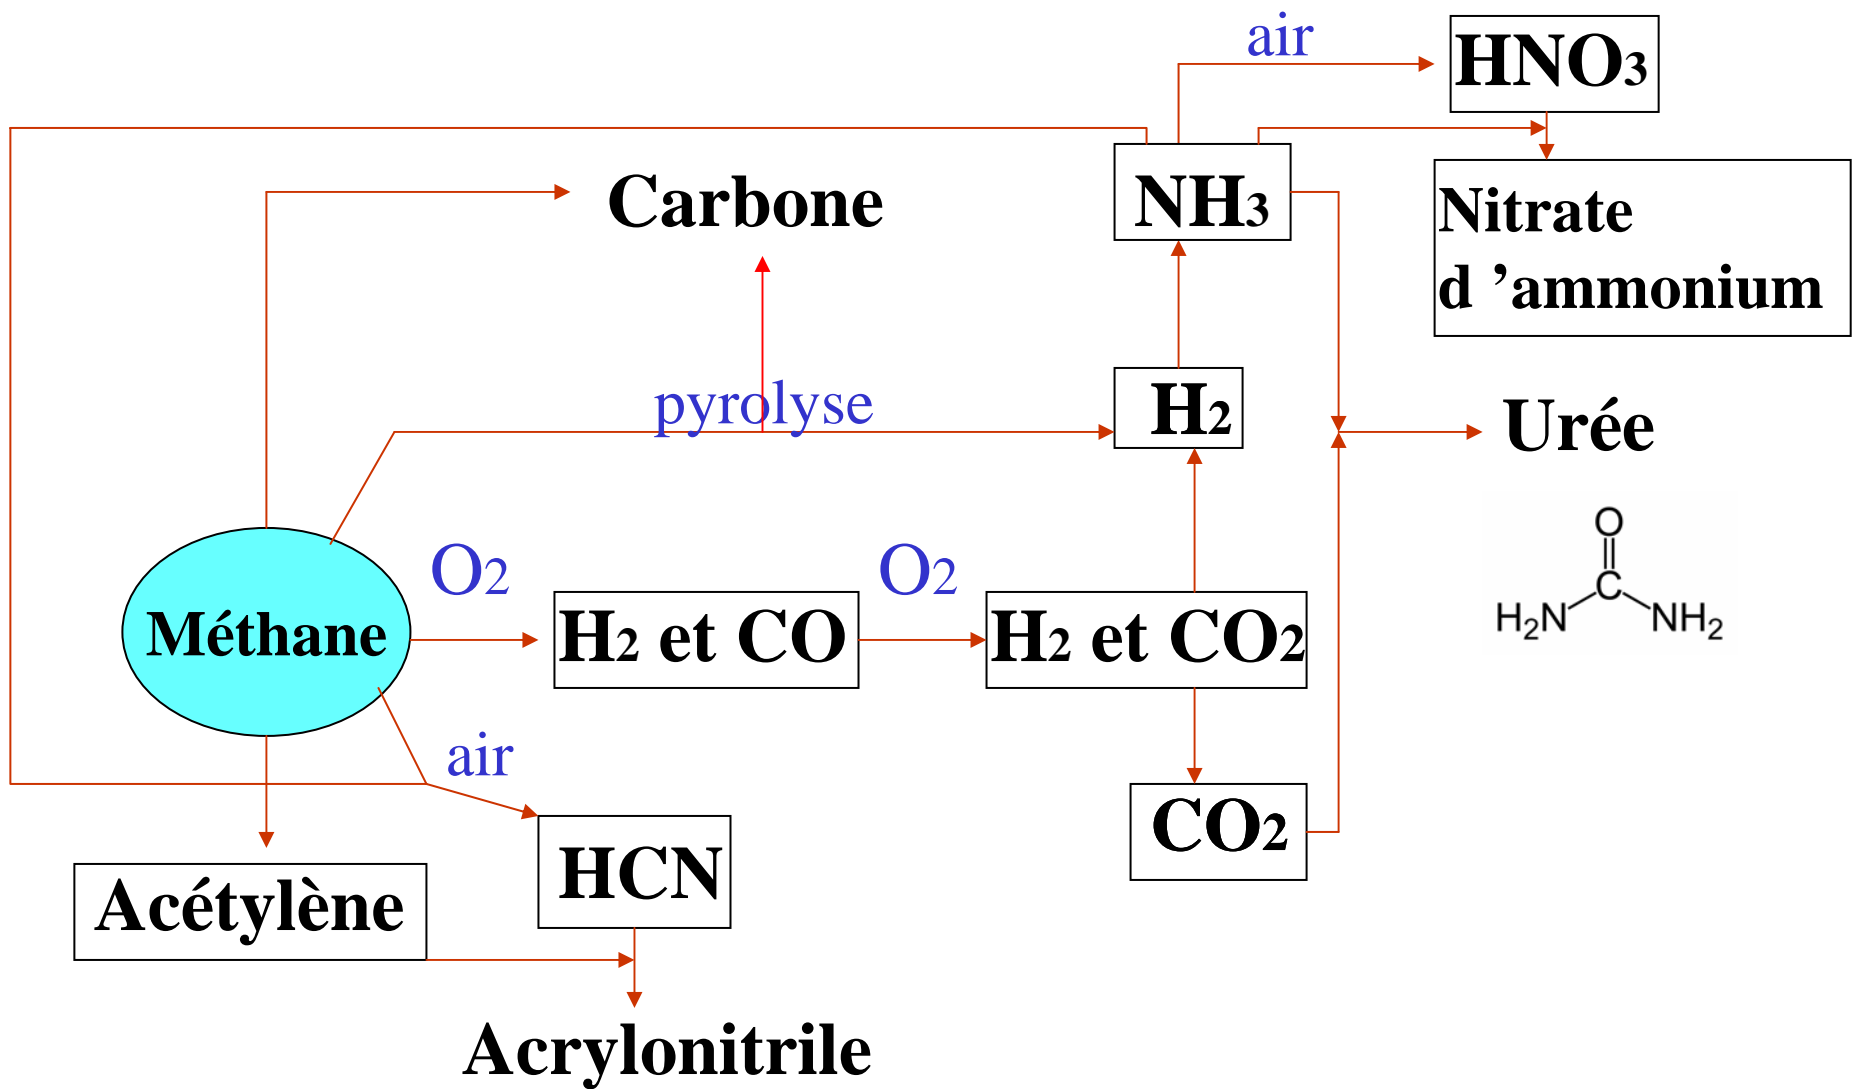 air
HNO3
Carbone
NH3
Nitrate
d ’ammonium
pyrolyse
H2
Urée
O2
O2
Méthane
H2 et CO
H2 et CO2
O
C
H2N
NH2
air
CO2
HCN
Acétylène
Acrylonitrile